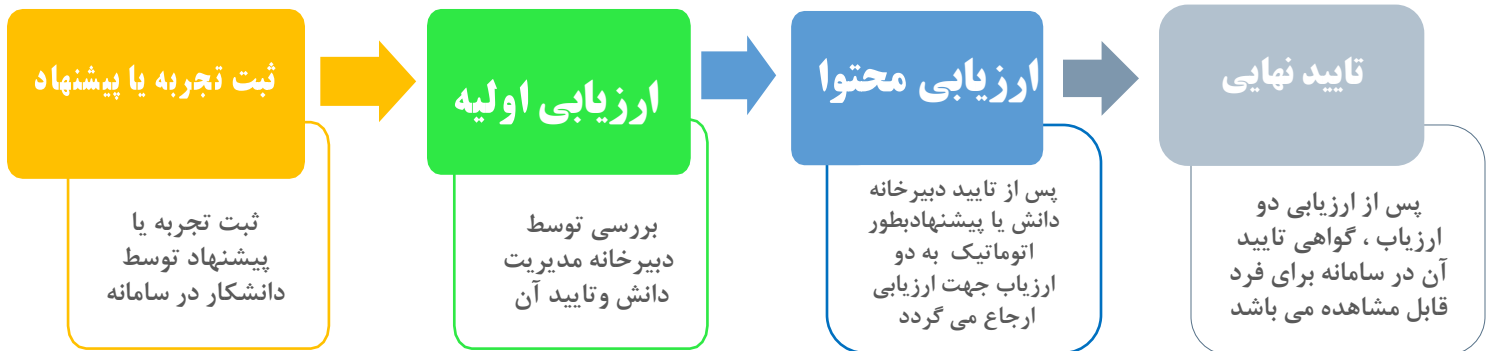 ثبت تجربه یا پیشنهاد
ثبت تجربه یا
پیشنهاد توسط
دانشکار در سامانه
ارزیابی اولیه
بررسی توسط
دبیرخانه مدیریت
دانش وتایید آن
ارزیابی محتوا
پس از تایید دبیرخانه
دانش یا پیشنهادبطور
اتوماتیک به دو
ارزیاب جهت ارزیابی
ارجاع می گردد
تایید نهایی
پس از ارزیابی دو
ارزیاب ، گواهی تایید
آن در سامانه برای فرد
قابل مشاهده می باشد